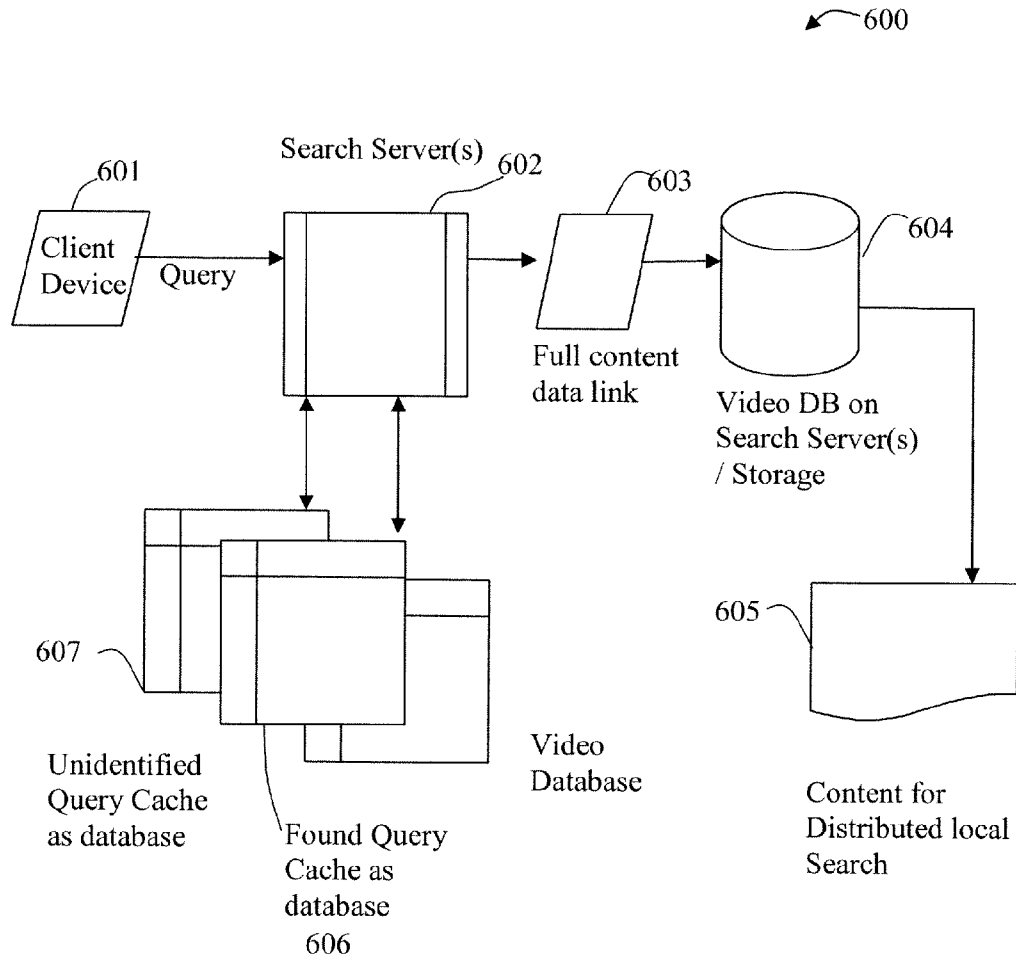 600
Search Server(s)
601
602
603
604
Client
Device
Query
Full content
data link
Video DB on
Search Server(s)
/ Storage
605
607
Unidentified
Query Cache
as database
Found Query
Cache as
database
606
Video
Database
Content for
Distributed local
Search